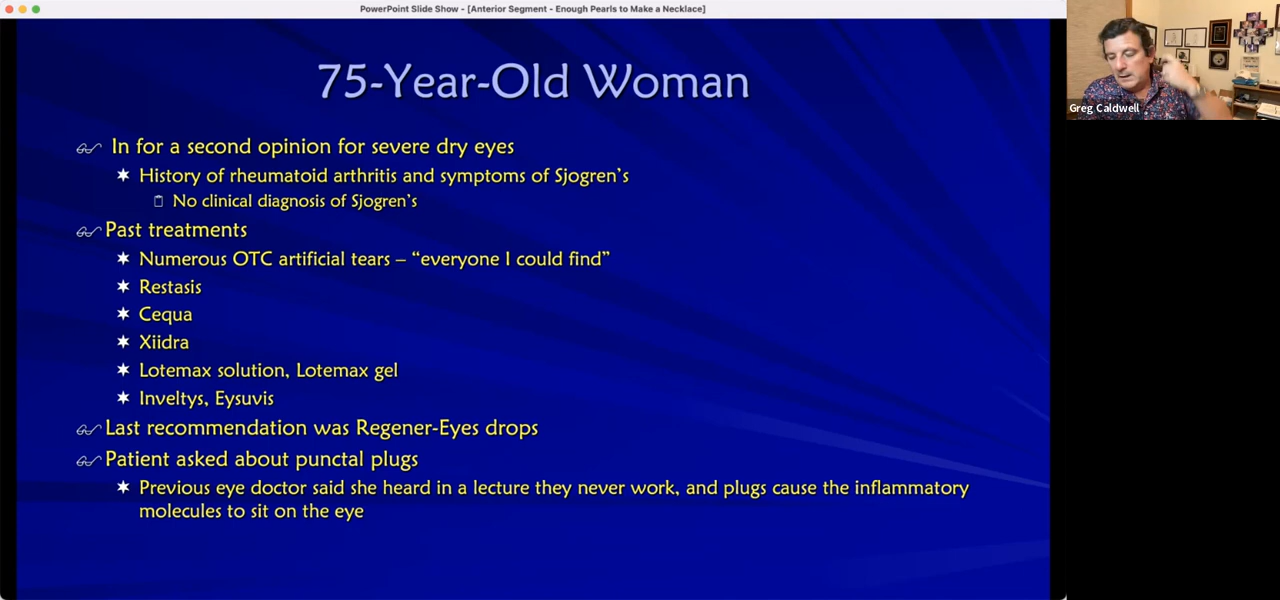 PowerPoint Slide Show - [Anterior Segment - Enough Pearls to Make a Necklace]
75-Year-Old Woman
In for a second opinion for severe dry eyes
History of rheumatoid arthritis and symptoms of Sjogren's
No clinical diagnosis of Sjogren's
Past treatments
Numerous OTC artificial tears – “everyone I could find”
Restasis
Cequa
Xiidra
Lotemax solution, Lotemax gel
Inveltys, Eysuvis
Last recommendation was Regener-Eyes drops
Patient asked about punctal plugs
Previous eye doctor said she heard in a lecture they never work, and plugs cause the inflammatory
molecules to sit on the eye
Greg Caldwell